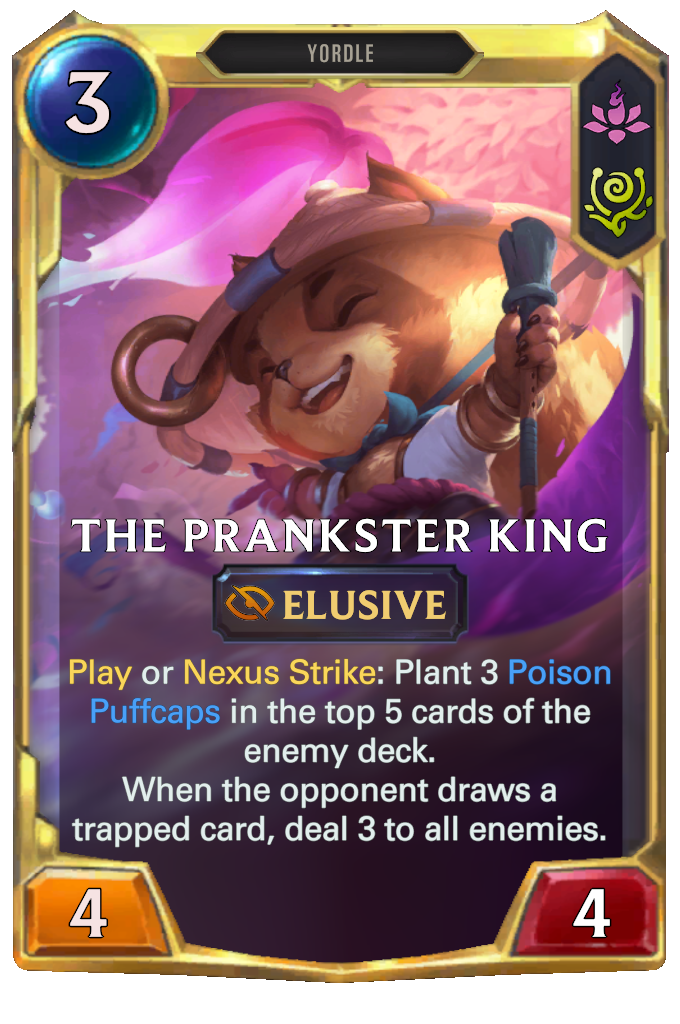 YORDLE
3
THE PRANKSTER KING
ELUSIVE
Play or Nexus Strike: Plant 3 Poison
Puffcaps in the top 5 cards of the
enemy deck.
When the opponent draws a
trapped card, deal 3 to all enemies.
4
4